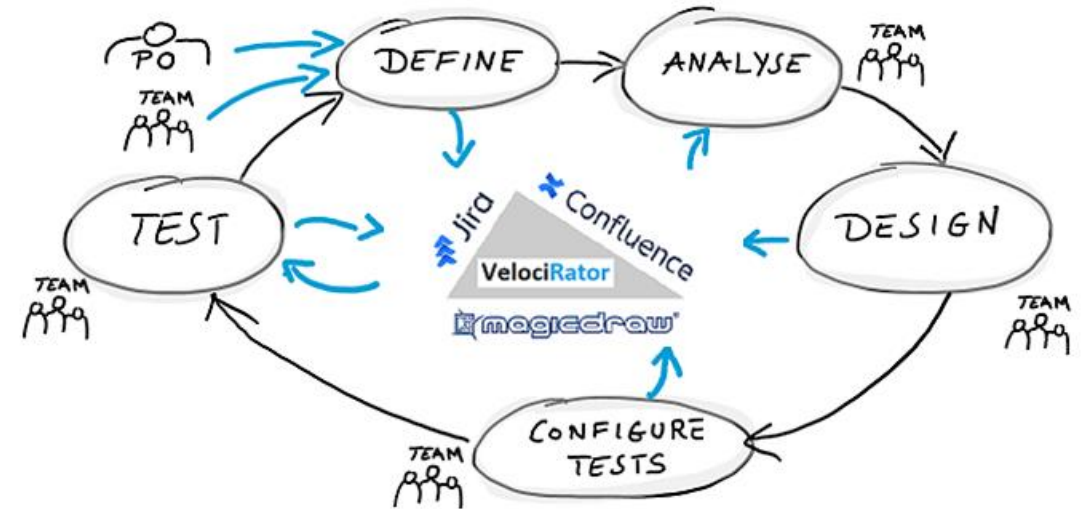 PO
TEAM
DEFINE
ANALYSE
TEAM
TEST
TEAM
Jira
Confluence
VelociRator
magicdraw
DESIGN
TEAM
CONFIGURE
TESTS
TEAM